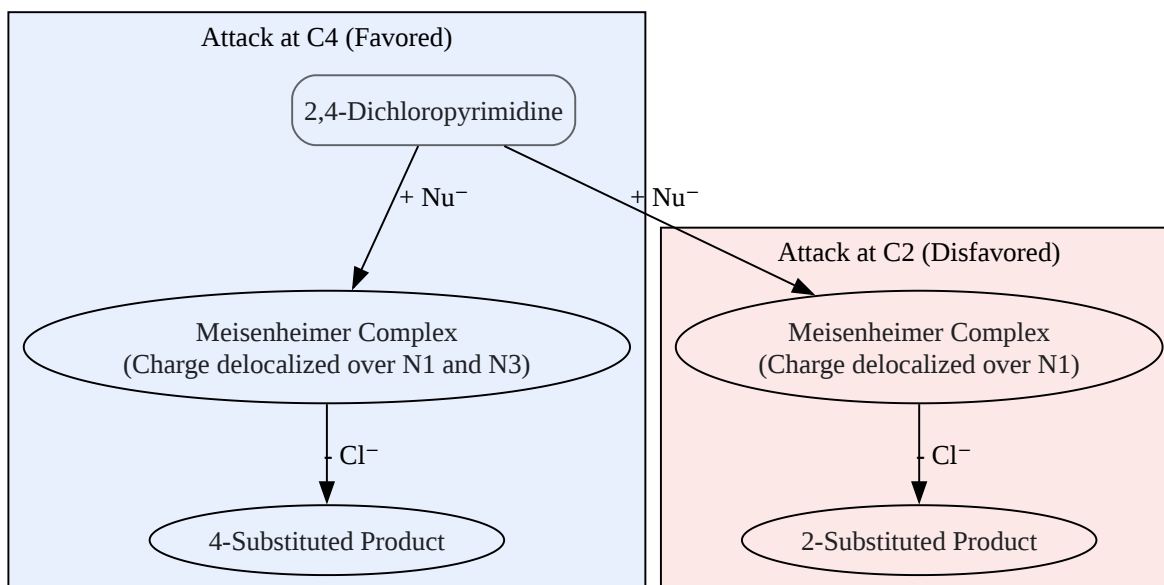 Attack at C4 (Favored)
2,4-Dichloropyrimidine
+ Nu⁻
+ Nu⁻
Attack at C2 (Disfavored)
Meisenheimer Complex
(Charge delocalized over N1 and N3)
Meisenheimer Complex
(Charge delocalized over N1)
- Cl⁻
- Cl⁻
4-Substituted Product
2-Substituted Product